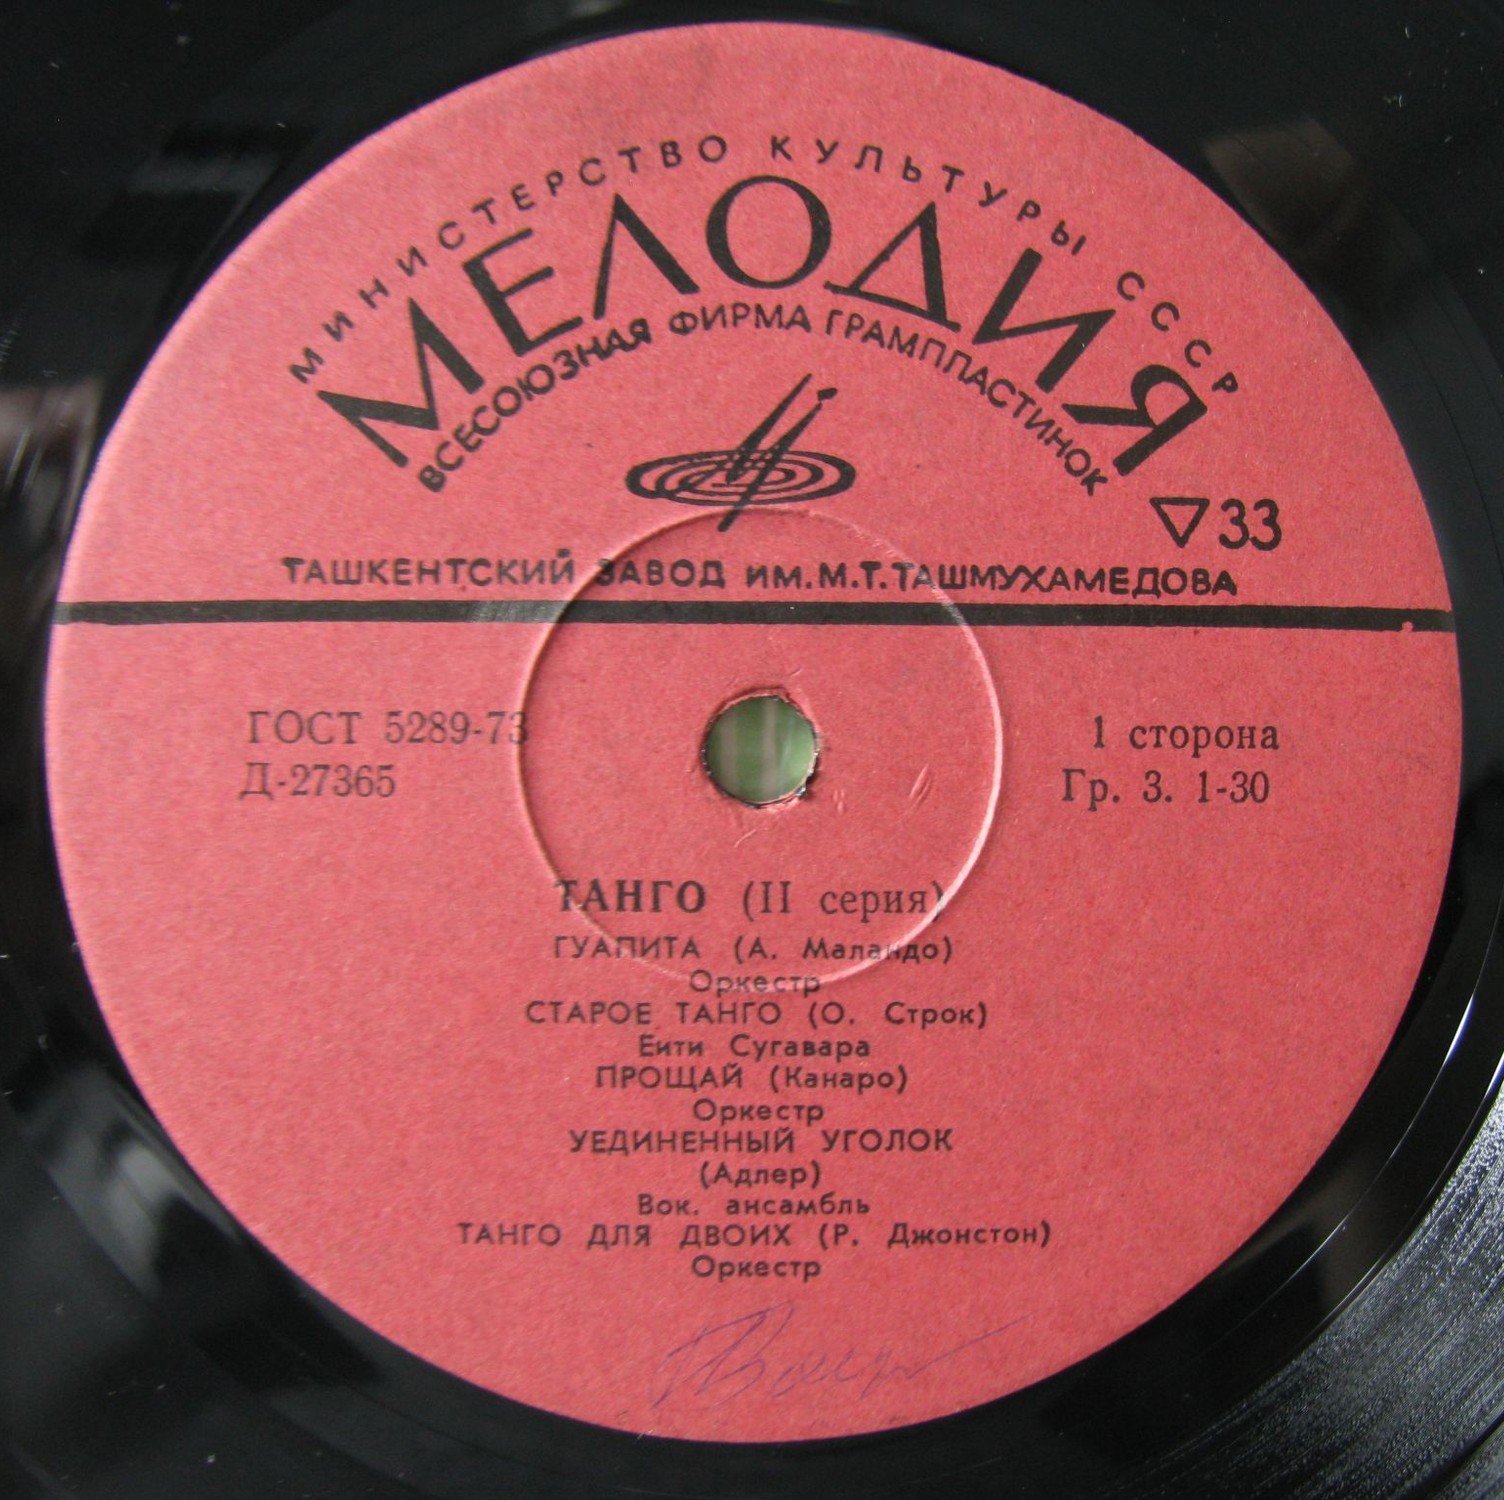 МИНИСТЕРСТВО КУЛЬТУРЫ СССР
МЕЛОДИЯ
ВСЕСОЮЗНАЯ ФИРМА ГРАМПЛАСТИНОК
33
ТАШКЕНТСКИЙ ЗАВОД ИМ.М.Т.ТАШМУХАМЕДОВА
ГОСТ 5289-73
Д-27365
1 сторона
Гр. 3. 1-30
ТАНГО (II серия)
ГУАПИТА (А. Маландо)
Оркестр
СТАРОЕ ТАНГО (О. Строк)
Еити Сугавара
ПРОЩАЙ (Канаро)
Оркестр
УЕДИНЕННЫЙ УГОЛОК
(Адлер)
Вок. ансамбль
ТАНГО ДЛЯ ДВОИХ (Р. Джонстон)
Оркестр